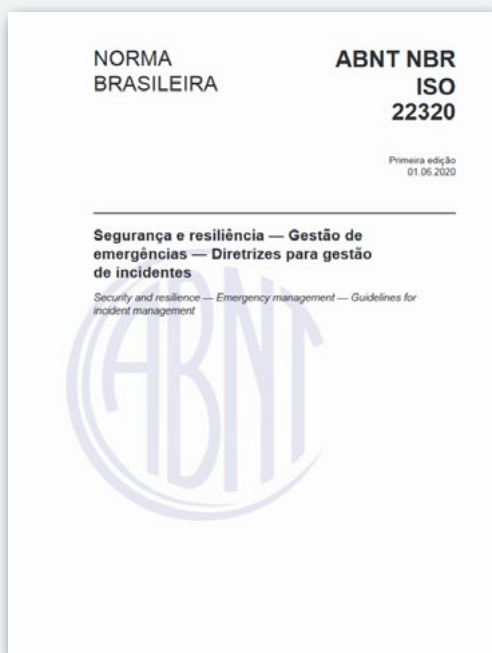 NORMA
BRASILEIRA
ABNT NBR
ISO
22320
Primeira edição
01.06.2020
Segurança e resiliência — Gestão de
emergências — Diretrizes para gestão
de incidentes
Security and resilience — Emergency management — Guidelines for
incident management
ABNT